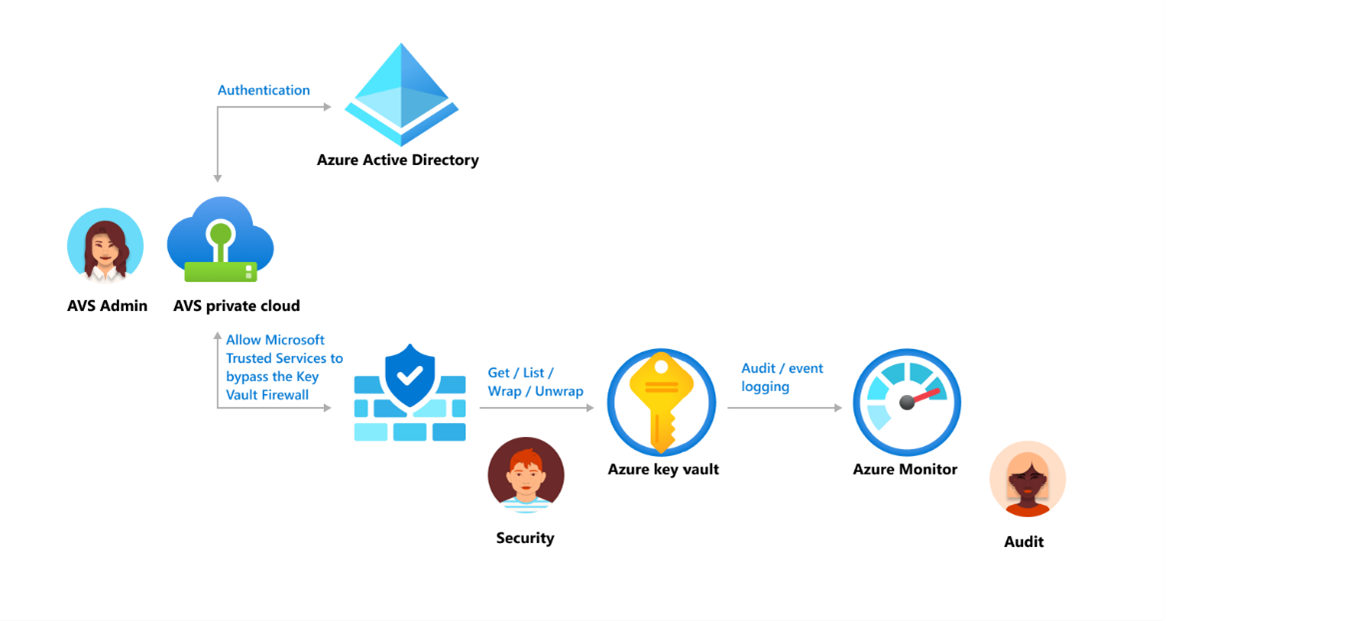 Authentication
Azure Active Directory
AVS Admin
AVS private cloud
Allow Microsoft
Trusted Services to
bypass the Key
Vault Firewall
Get / List /
Wrap / Unwrap
Audit / event
logging
Azure key vault
Azure Monitor
Security
Audit